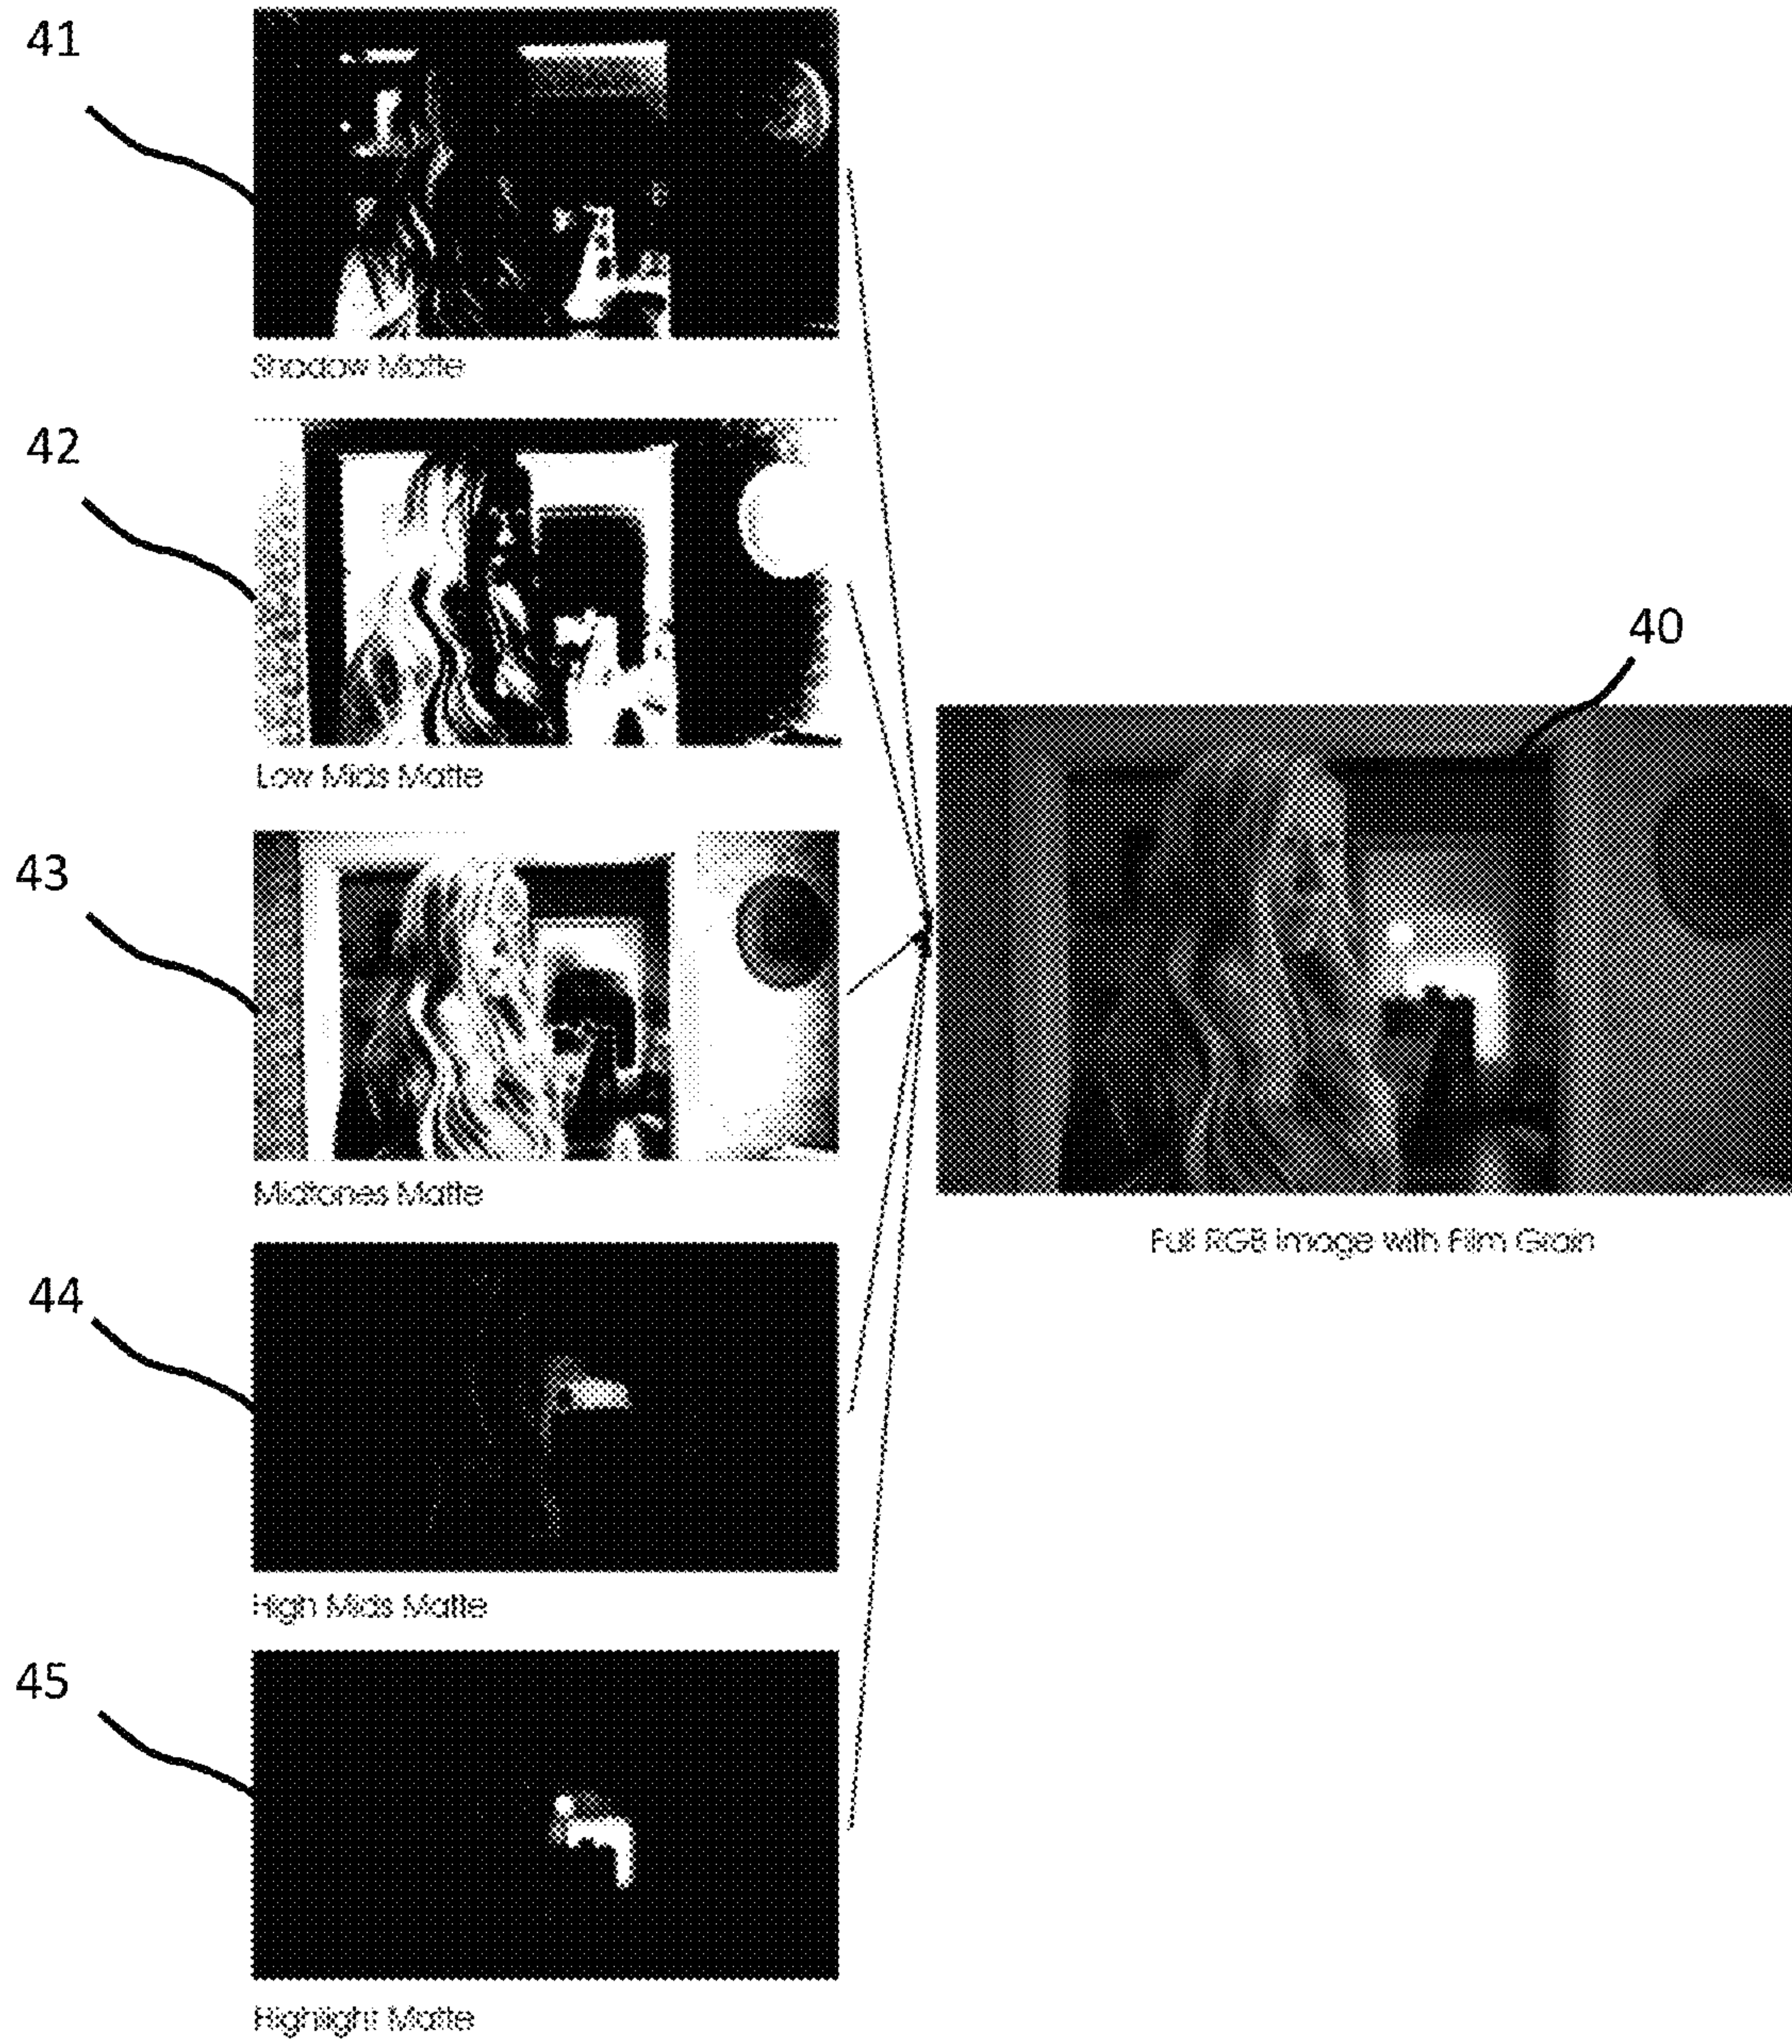 41
Shadow Matte
42
Low Mids Matte
40
43
Midtones Matte
Full RGB Image with Film Grain
44
High Mids Matte
45
Highlight Matte